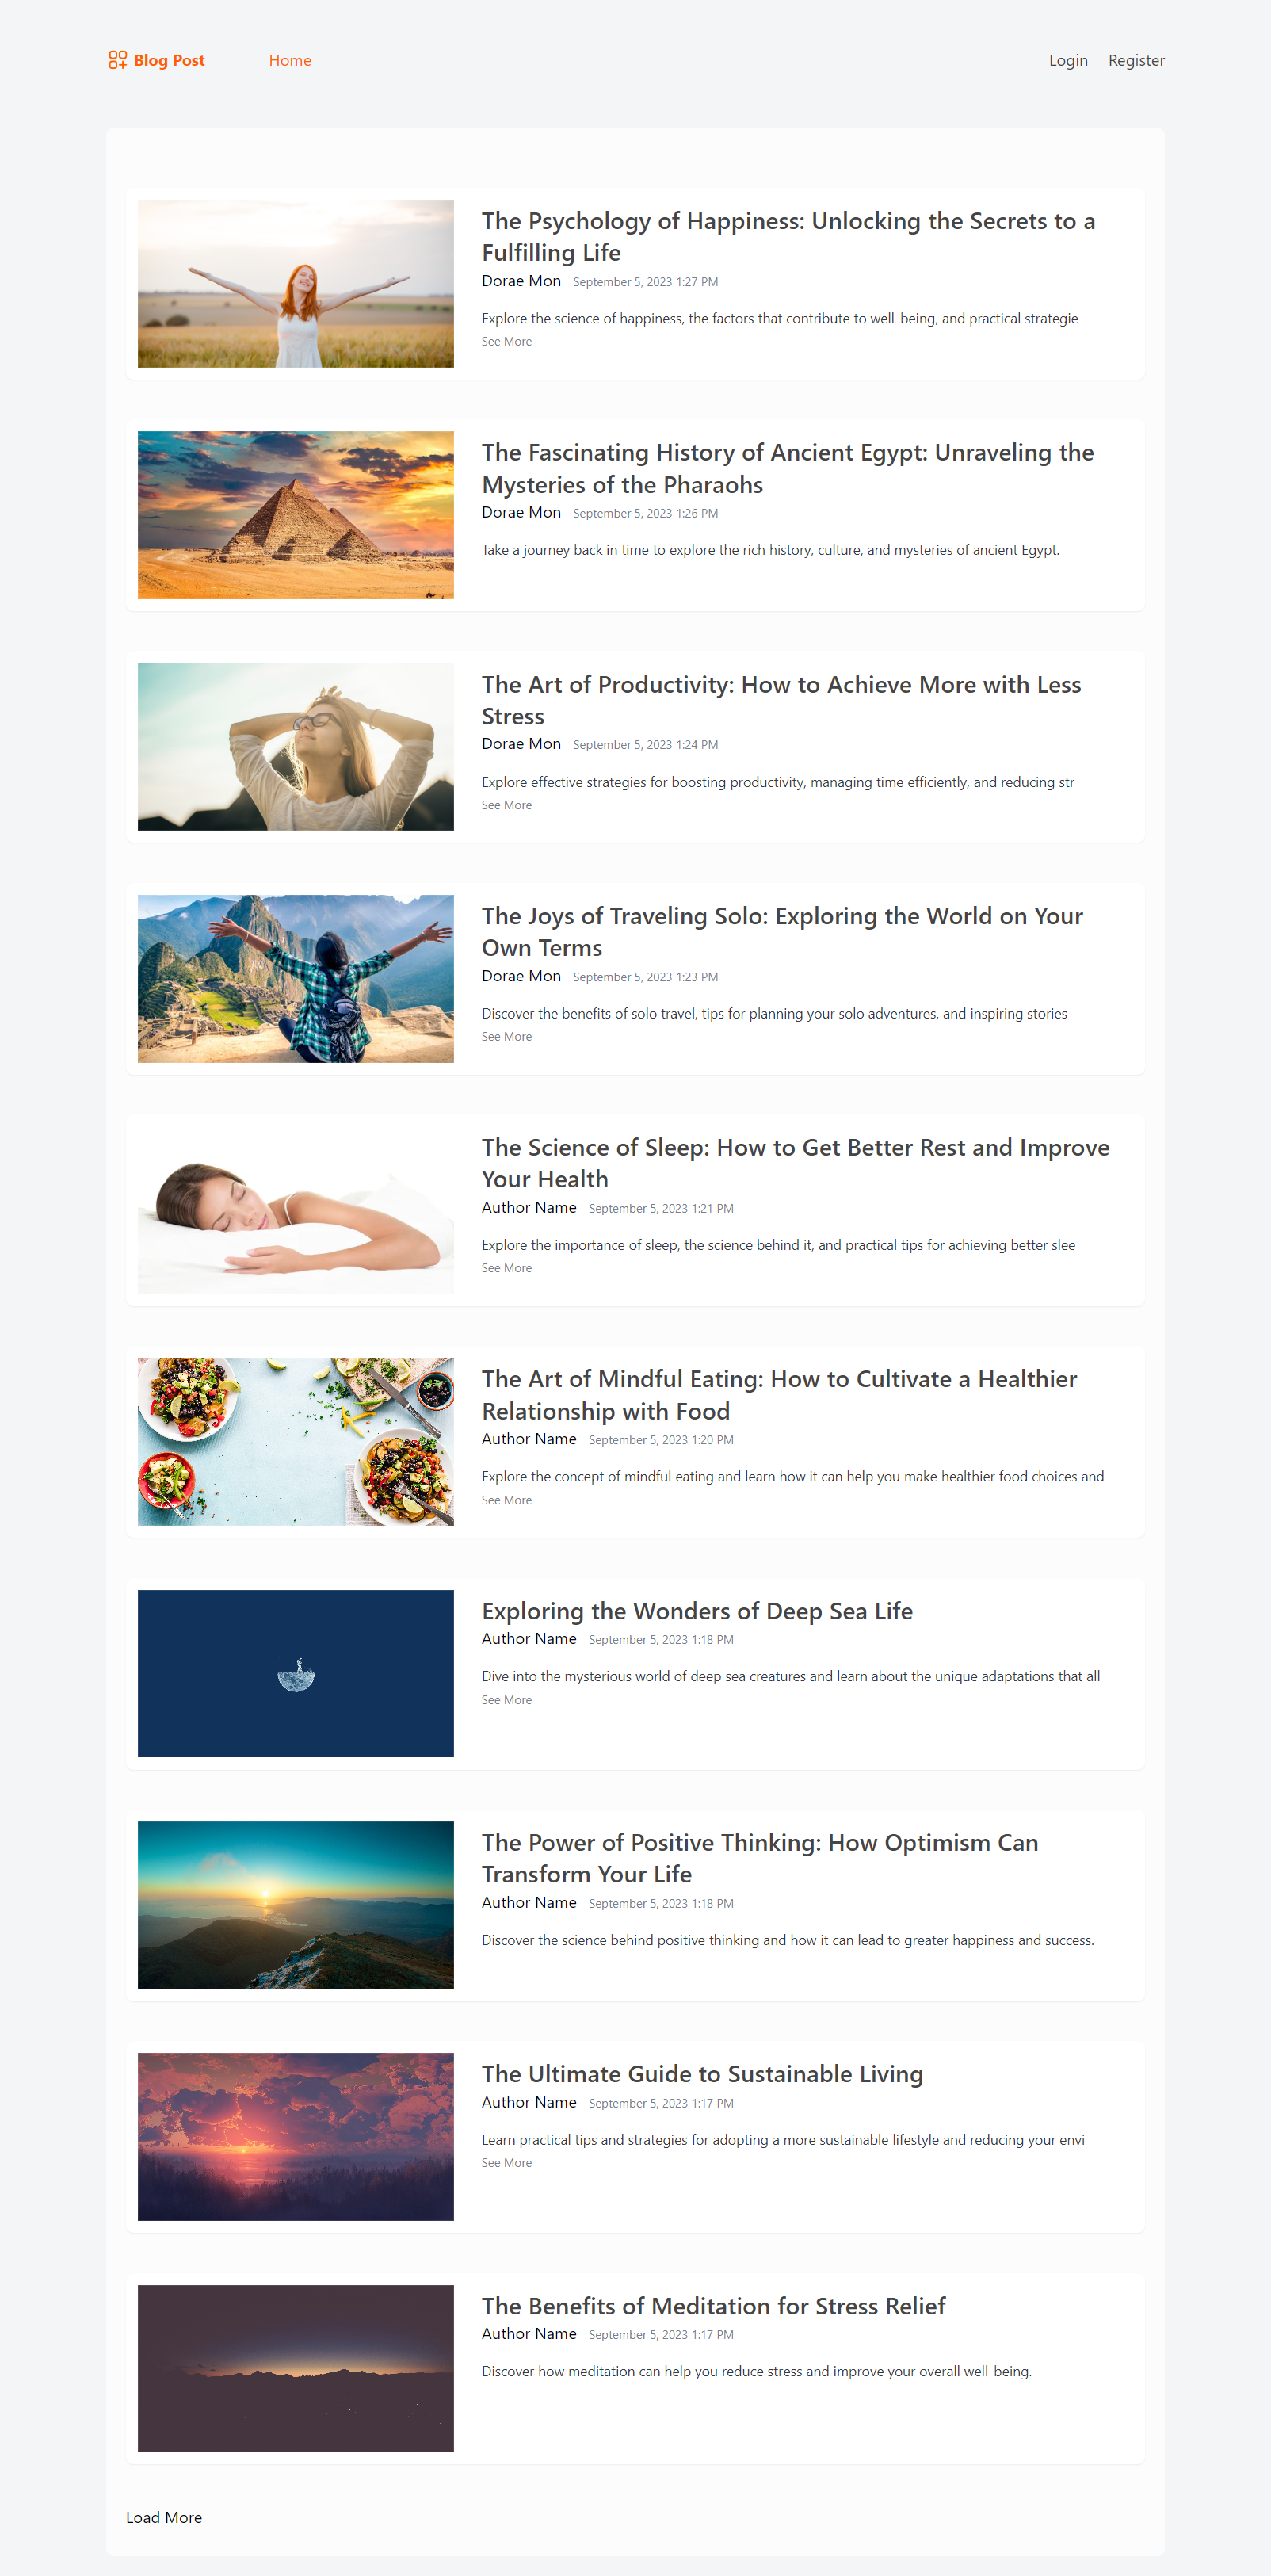 Blog Post
Home
Login
Register
The Psychology of Happiness: Unlocking the Secrets to a
Fulfilling Life
Dorae Mon September 5, 2023 1:27 PM
Explore the science of happiness, the factors that contribute to well-being, and practical strategie
See More
The Fascinating History of Ancient Egypt: Unraveling the
Mysteries of the Pharaohs
Dorae Mon September 5, 2023 1:26 PM
Take a journey back in time to explore the rich history, culture, and mysteries of ancient Egypt.
The Art of Productivity: How to Achieve More with Less
Stress
Dorae Mon September 5, 2023 1:24 PM
Explore effective strategies for boosting productivity, managing time efficiently, and reducing str
See More
The Joys of Traveling Solo: Exploring the World on Your
Own Terms
Dorae Mon September 5, 2023 1:23 PM
Discover the benefits of solo travel, tips for planning your solo adventures, and inspiring stories
See More
The Science of Sleep: How to Get Better Rest and Improve
Your Health
Author Name September 5, 2023 1:21 PM
Explore the importance of sleep, the science behind it, and practical tips for achieving better slee
See More
The Art of Mindful Eating: How to Cultivate a Healthier
Relationship with Food
Author Name September 5, 2023 1:20 PM
Explore the concept of mindful eating and learn how it can help you make healthier food choices and
See More
Exploring the Wonders of Deep Sea Life
Author Name September 5, 2023 1:18 PM
Dive into the mysterious world of deep sea creatures and learn about the unique adaptations that all
See More
The Power of Positive Thinking: How Optimism Can
Transform Your Life
Author Name September 5, 2023 1:18 PM
Discover the science behind positive thinking and how it can lead to greater happiness and success.
The Ultimate Guide to Sustainable Living
Author Name September 5, 2023 1:17 PM
Learn practical tips and strategies for adopting a more sustainable lifestyle and reducing your envi
See More
The Benefits of Meditation for Stress Relief
Author Name September 5, 2023 1:17 PM
Discover how meditation can help you reduce stress and improve your overall well-being.
Load More